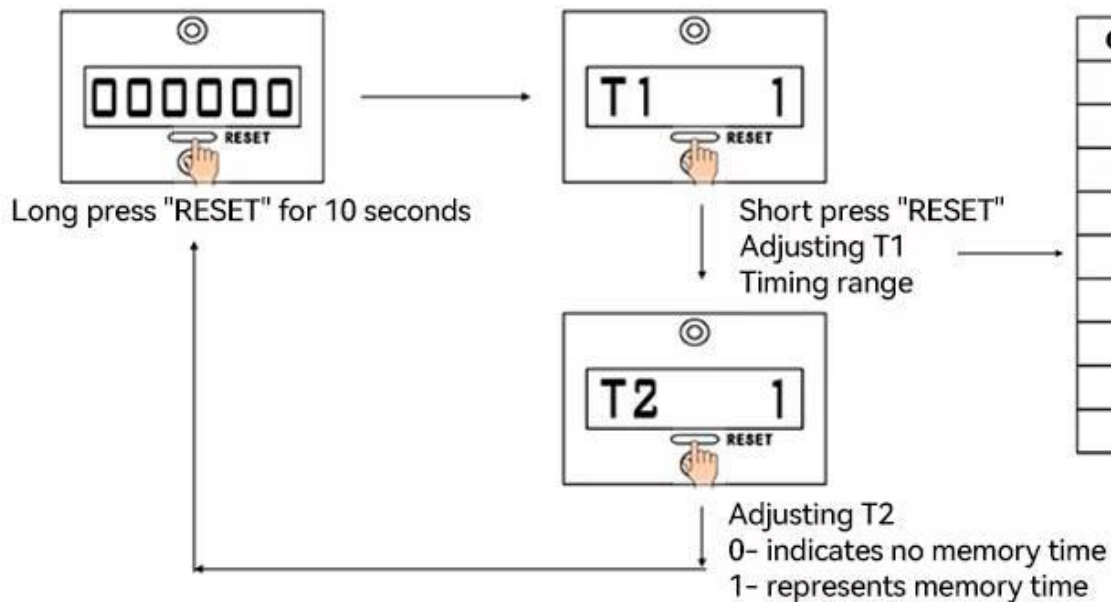 000000
RESET
Long press "RESET" for 10 seconds
T1 1
RESET
Short press "RESET"
Adjusting T1
Timing range
T2 1
RESET
Adjusting T2
0- indicates no memory time
1- represents memory time